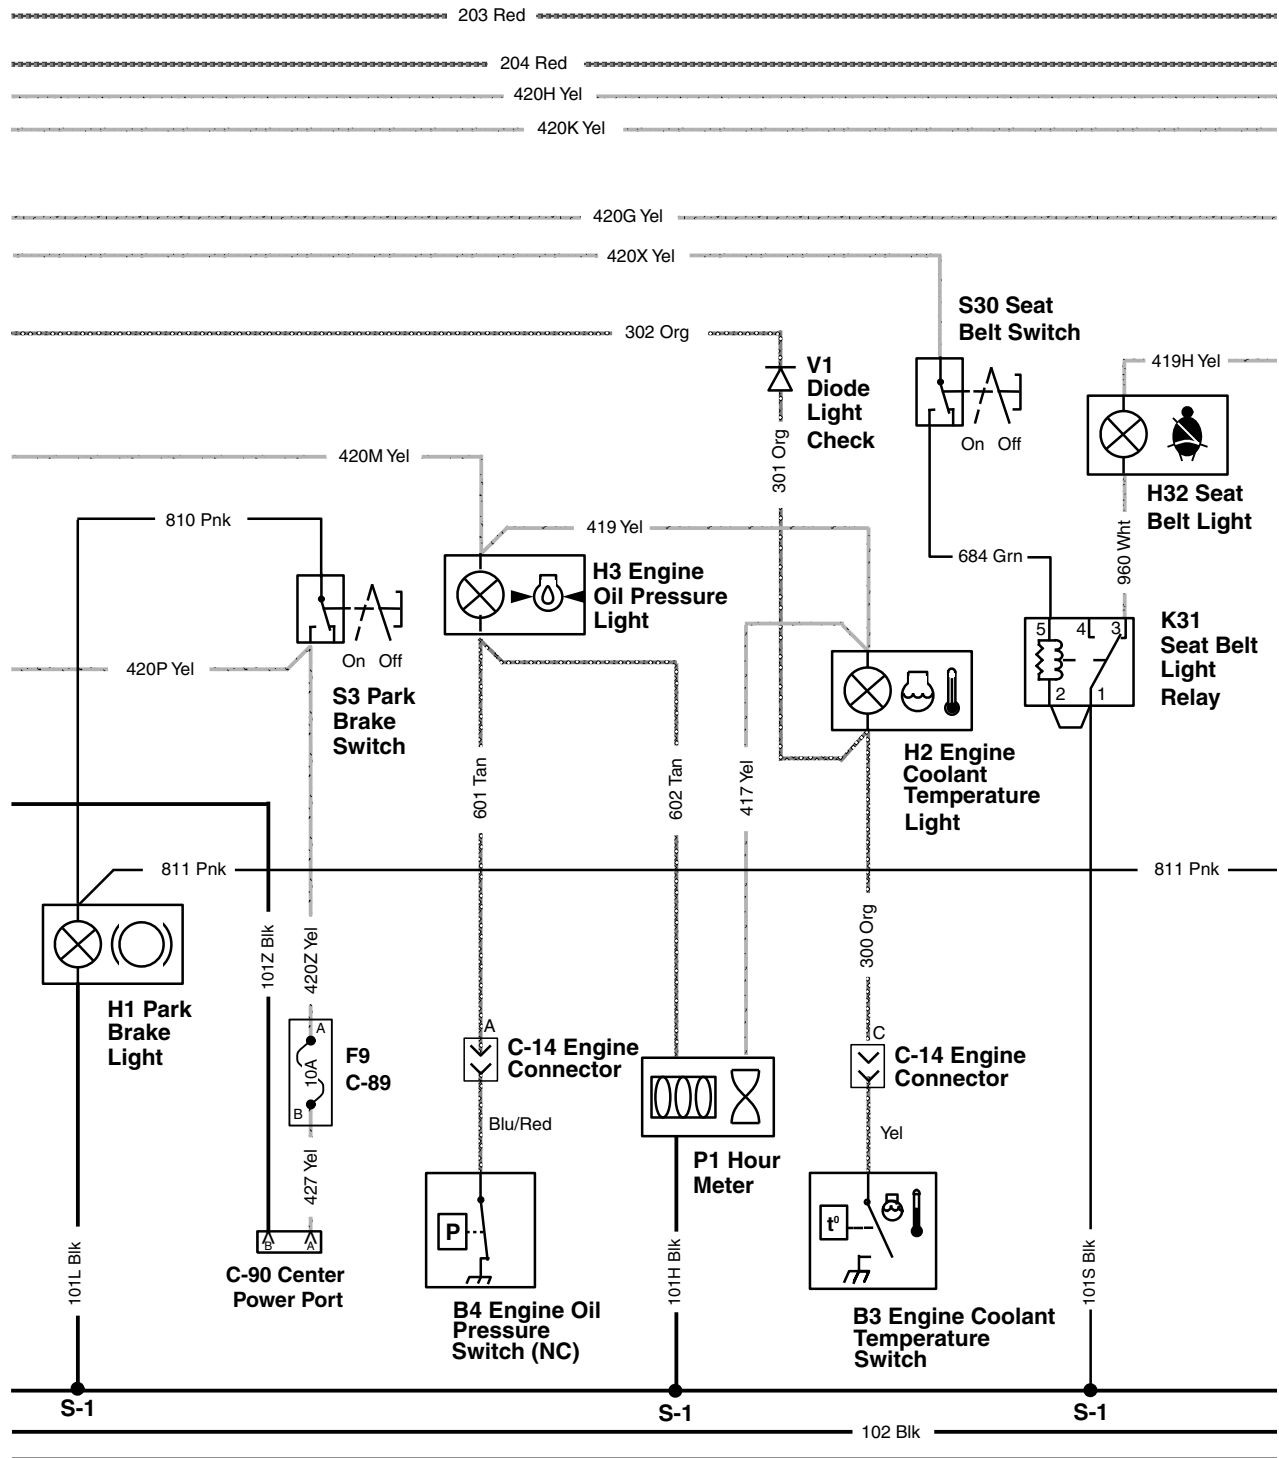 203 Red
204 Red
420H Yel
420K Yel
420G Yel
420X Yel
S30 Seat
Belt Switch
302 Org
V1
Diode
Light
Check
419H Yel
On Off
301 Org
420M Yel
H32 Seat
Belt Light
810 Pnk
419 Yel
684 Grn
960 Wht
H3 Engine
Oil Pressure
Light
K31
Seat Belt
Light
Relay
5 4 3
2 1
On Off
420P Yel
S3 Park
Brake
Switch
601 Tan
602 Tan
417 Yel
H2 Engine
Coolant
Temperature
Light
811 Pnk
811 Pnk
101Z Blk
420Z Yel
300 Org
H1 Park
Brake
Light
A
10A
B
F9
C-89
A
C-14 Engine
Connector
C
C-14 Engine
Connector
Blu/Red
Yel
427 Yel
P1 Hour
Meter
P
t⁰
B A
C-90 Center
Power Port
101L Blk
101H Blk
101S Blk
B4 Engine Oil
Pressure
Switch (NC)
B3 Engine Coolant
Temperature
Switch
S-1
S-1
S-1
102 Blk